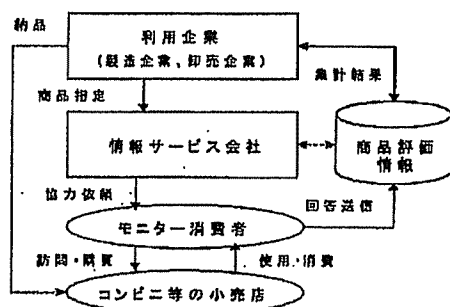 納品
利用企業
(製造企業、卸売企業)
集計結果
商品指定
情報サービス会社
商品評価
情報
協力依頼
回答送信
モニター消費者
訪問・購買
使用・消費
コンビニ等の小売店